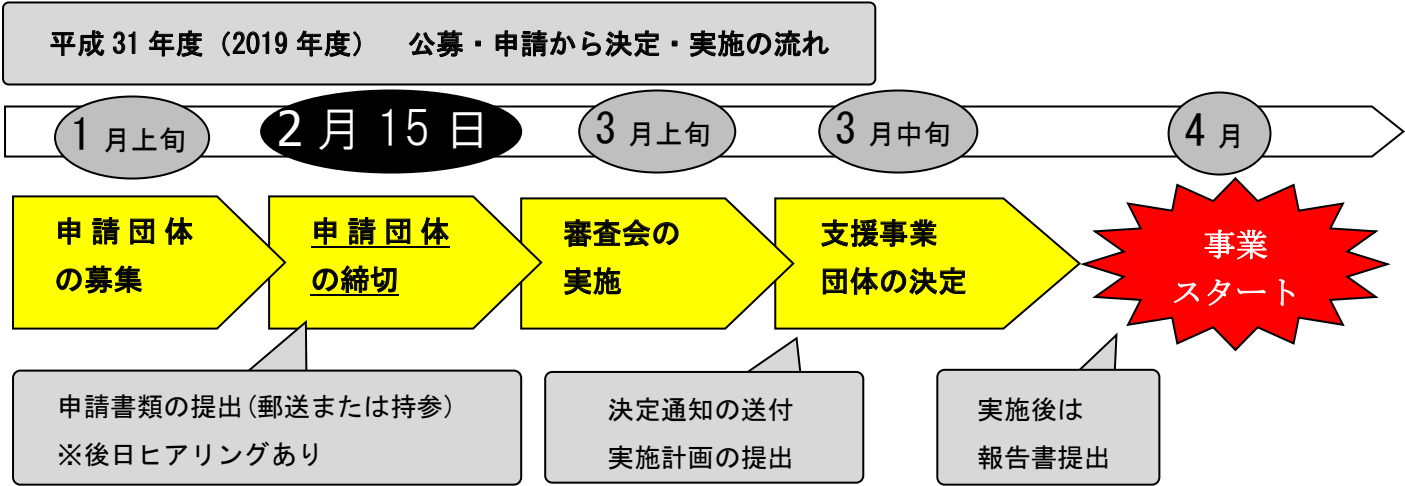 平成 31 年度（2019 年度）　公募・申請から決定・実施の流れ
1 月上旬
2 月 15 日
3 月上旬
3 月中旬
4 月
申請団体
の募集
申請団体
の締切
審査会の
実施
支援事業
団体の決定
事業
スタート
申請書類の提出(郵送または持参)
※後日ヒアリングあり
決定通知の送付
実施計画の提出
実施後は
報告書提出